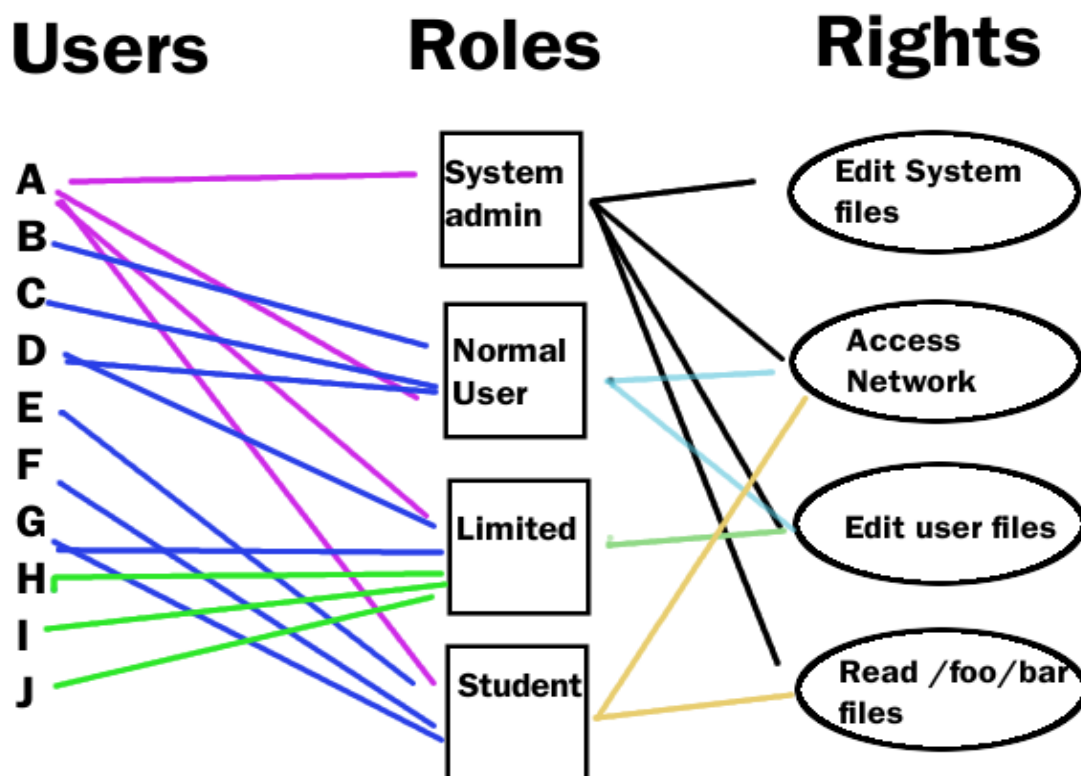 Users
Roles
Rights
A
B
C
D
E
F
G
H
I
J
System
admin
Normal
User
Limited
Student
Edit System
files
Access
Network
Edit user files
Read /foo/bar
files